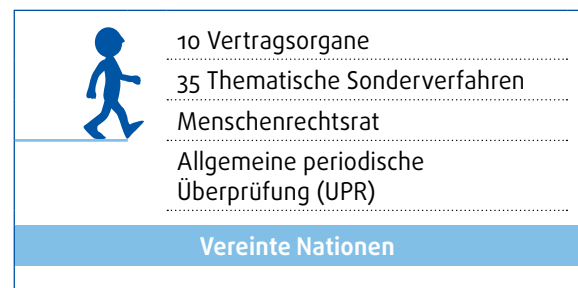 10 Vertragsorgane
35 Thematische Sonderverfahren
Menschenrechtsrat
Allgemeine periodische
Überprüfung (UPR)
Vereinte Nationen